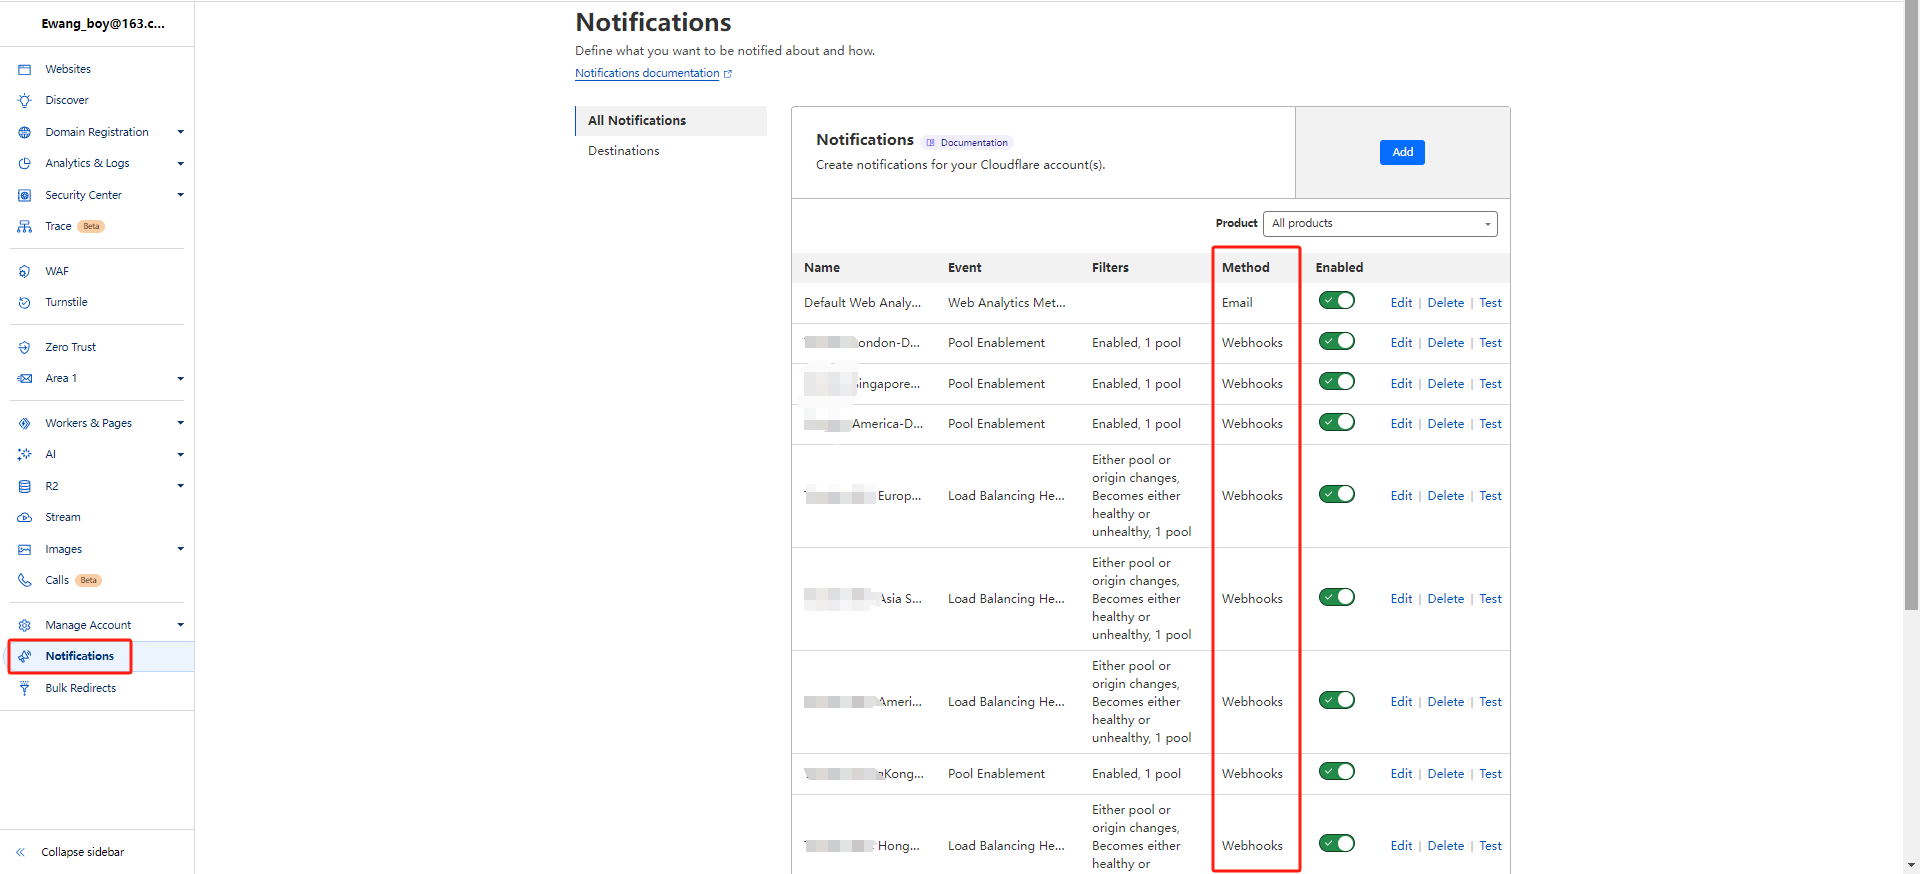 Ewang_boy@163.c...
Websites
Discover
Domain Registration
Analytics & Logs
Security Center
Trace Beta
WAF
Turnstile
Zero Trust
Area 1
Workers & Pages
AI
R2
Stream
Images
Calls Beta
Manage Account
Notifications
Bulk Redirects
Collapse sidebar
Notifications
Define what you want to be notified about and how.
Notifications documentation
All Notifications
Destinations
Notifications Documentation
Create notifications for your Cloudflare account(s).
Add
Product All products
Name Event Filters Method Enabled
Default Web Analy... Web Analytics Met... Email Edit | Delete | Test
ondon-D... Pool Enablement Enabled, 1 pool Webhooks Edit | Delete | Test
ingapore... Pool Enablement Enabled, 1 pool Webhooks Edit | Delete | Test
America-D... Pool Enablement Enabled, 1 pool Webhooks Edit | Delete | Test
Either pool or
origin changes,
Europ... Load Balancing He... Becomes either Webhooks Edit | Delete | Test
healthy or
unhealthy, 1 pool
Either pool or
origin changes,
Asia S... Load Balancing He... Becomes either Webhooks Edit | Delete | Test
healthy or
unhealthy, 1 pool
Either pool or
origin changes,
Ameri... Load Balancing He... Becomes either Webhooks Edit | Delete | Test
healthy or
unhealthy, 1 pool
Kong... Pool Enablement Enabled, 1 pool Webhooks Edit | Delete | Test
Either pool or
origin changes,
Hong... Load Balancing He... Becomes either Webhooks Edit | Delete | Test
healthy or